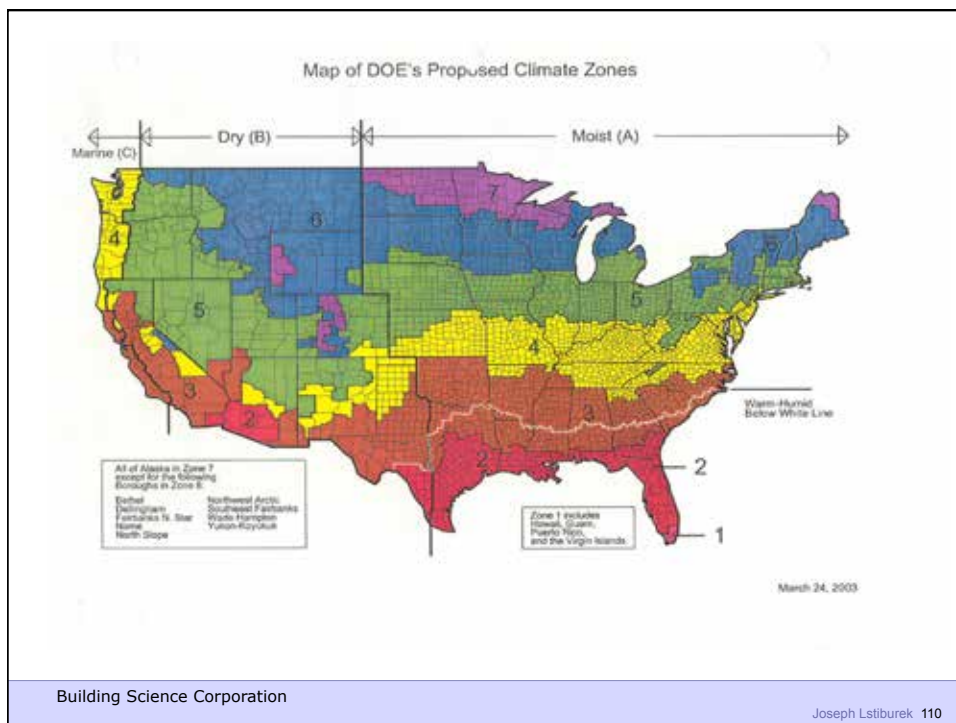 Map of DOE's Proposed Climate Zones
Marine (C)
Dry (B)
Moist (A)
7
6
6
4
5
5
4
3
3
2
2
Warm-Humid
Below White Line
2
1
All of Alaska in Zone 7
except for the following
Boroughs in Zone 8:
Bethel
Dellingham
Fairbanks N. Star
Nome
North Slope
Northwest Arctic
Southeast Fairbanks
Wade Hampton
Yukon-Koyukuk
Zone 1 includes
Hawaii, Guam,
Puerto Rico,
and the Virgin Islands
March 24, 2003
Building Science Corporation
Joseph Lstiburek 110